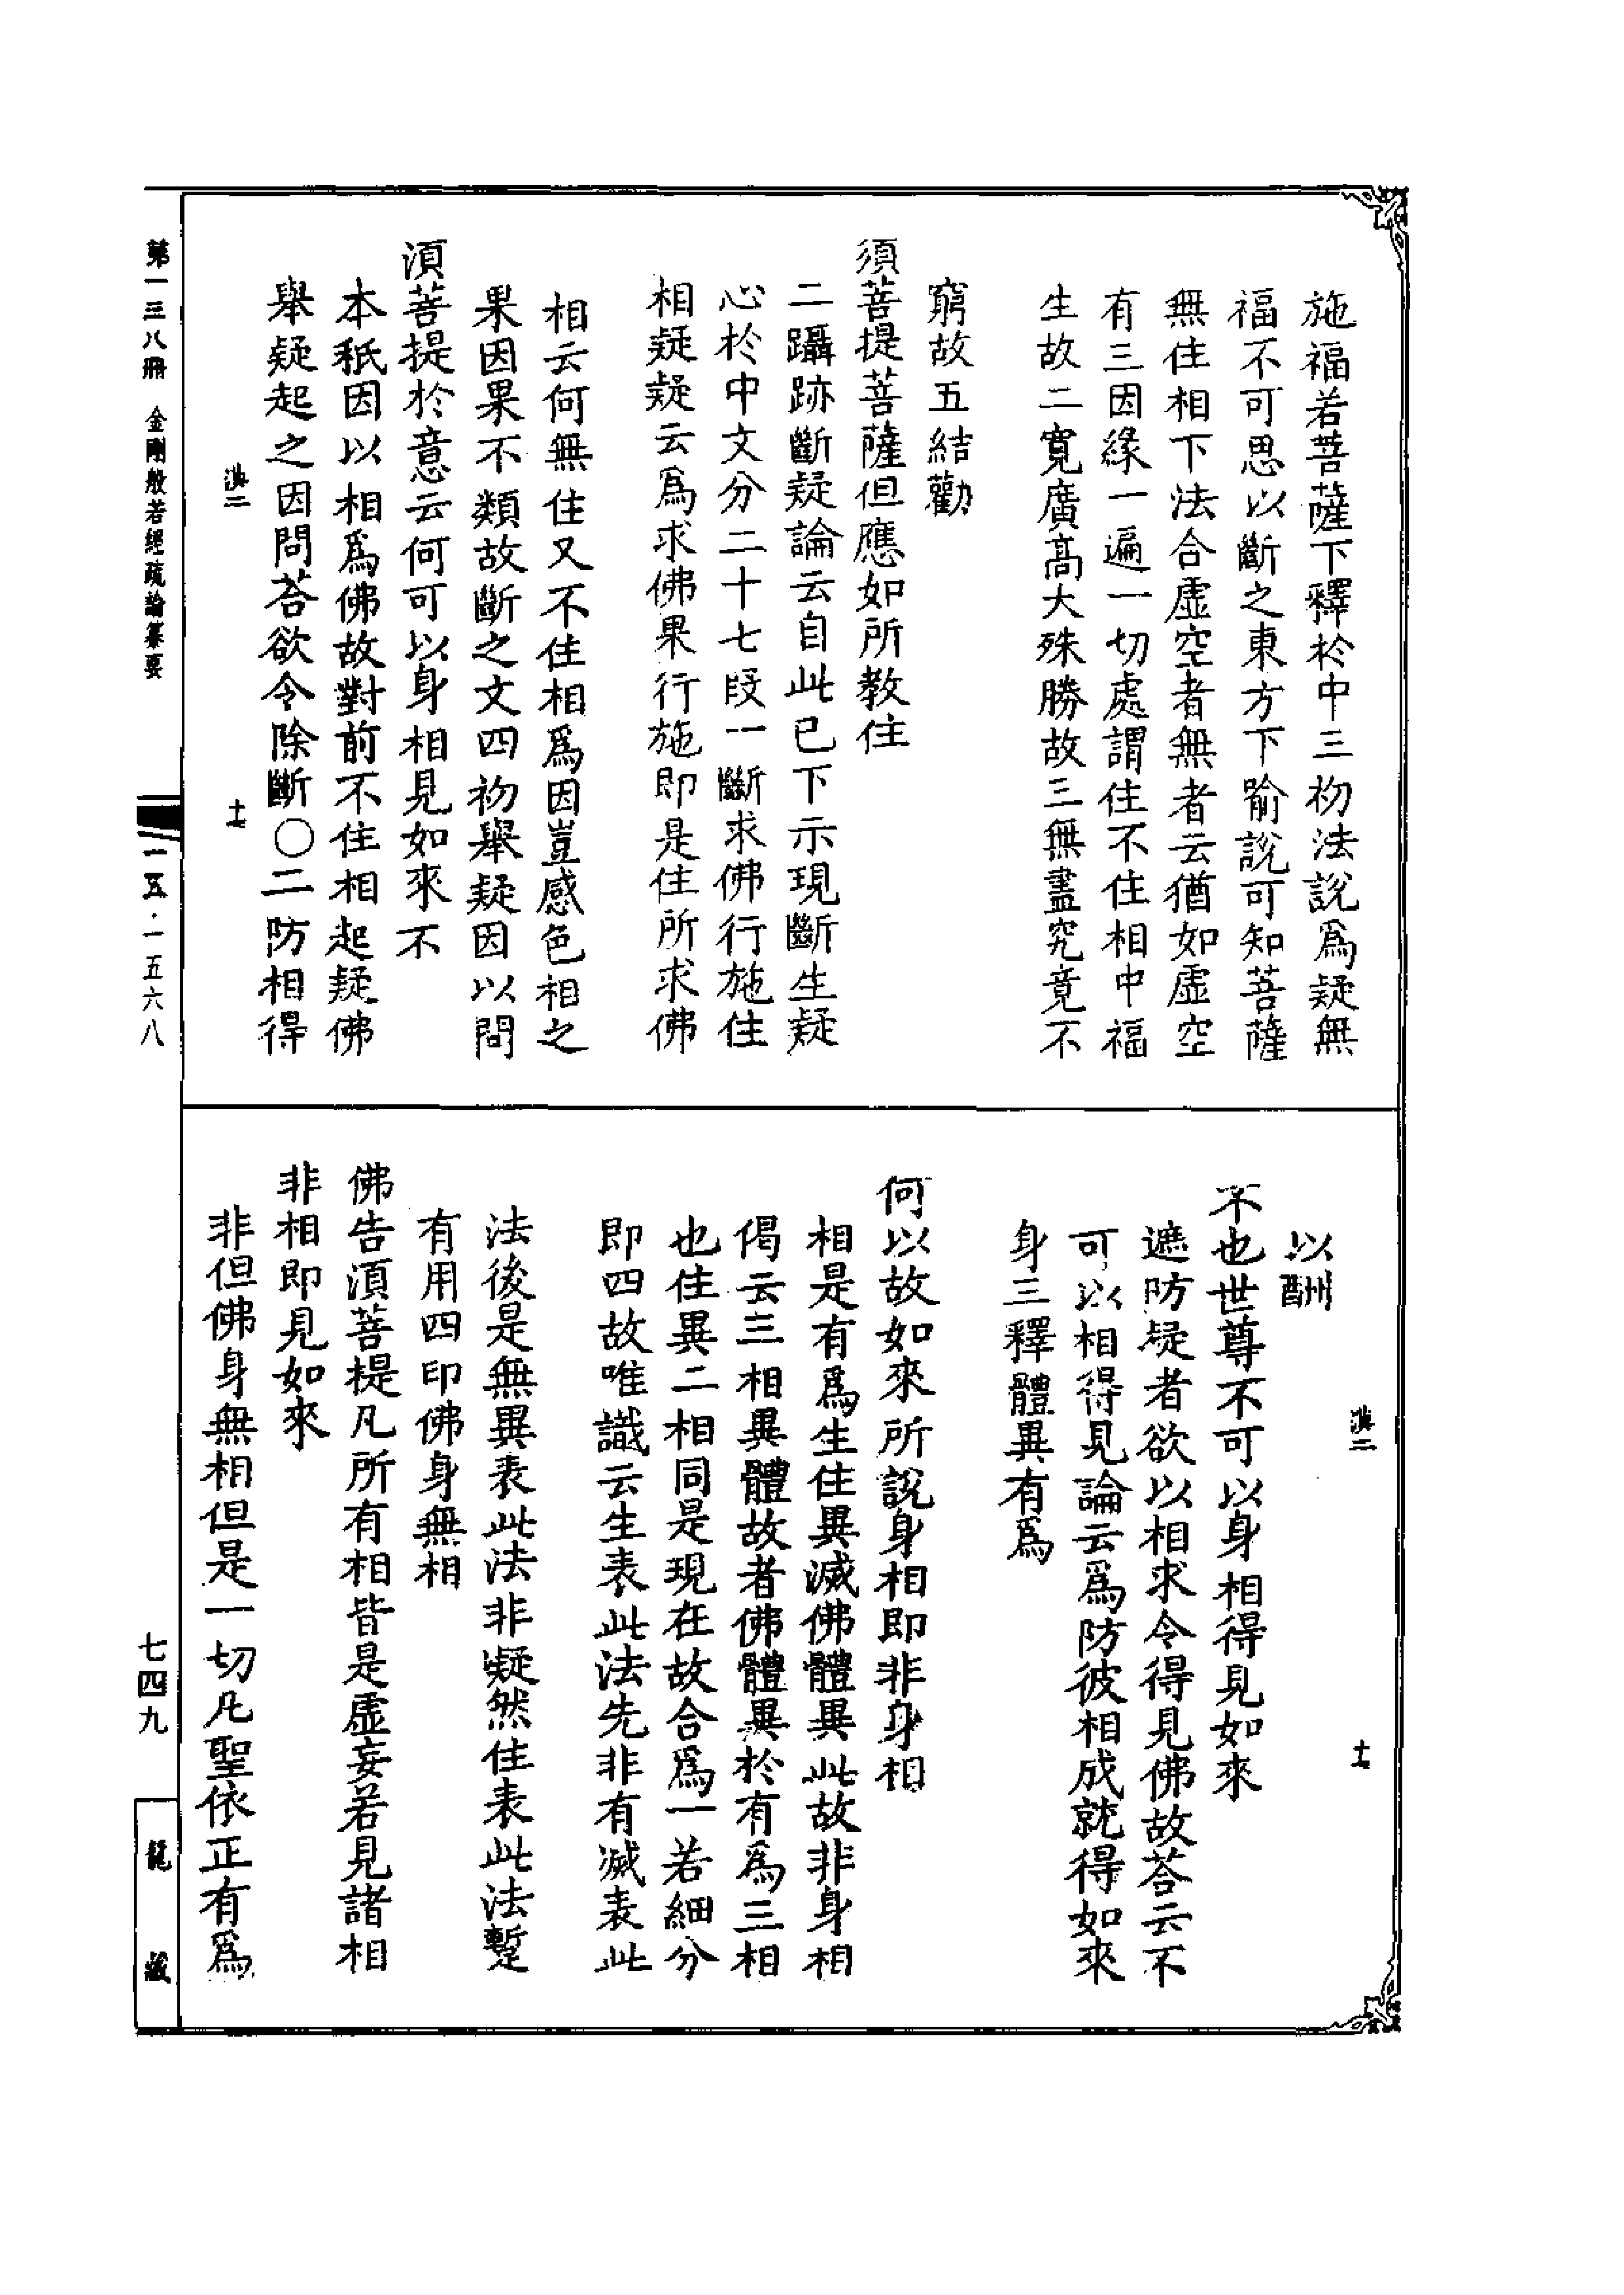 施福若菩薩下釋於中三初法說爲疑無
福不可思以斷之東方下喻說可知菩薩
無住相下法合虛空者無者云猶如虛空
有三因緣一遍一切處謂住不住相中福
生故二寬廣高大殊勝故三無盡究竟不
窮故五結勸
須菩提菩薩但應如所教住
二躡跡斷疑論云自此已下示現斷生疑
心於中文分二十七段一斷求佛行施住
相疑疑云爲求佛果行施即是住所求佛
相云何無住又不住相爲因豈感色相之
果因果不類故斷之文四初舉疑因以問
須菩提於意云何可以身相見如來不
本秖因以相爲佛故對前不住相起疑佛
舉疑起之因問荅欲令除斷〇二防相得
以酬
不也世尊不可以身相得見如來
遮防疑者欲以相求令得見佛故荅云不
可以相得見論云爲防彼相成就得如來
身三釋體異有爲
何以故如來所說身相即非身相
相是有爲生住異滅佛體異此故非身相
偈云三相異體故者佛體異於有爲三相
也住異二相同是現在故合爲一若細分
即四故唯識云生表此法先非有滅表此
法後是無異表此法非凝然住表此法蹔
有用四印佛身無相
佛告須菩提凡所有相皆是虛妄若見諸相
非相即見如來
非但佛身無相但是一切凡聖依正有爲
第一三八冊 金剛般若經疏論纂要
一五六八
七四九
龍藏